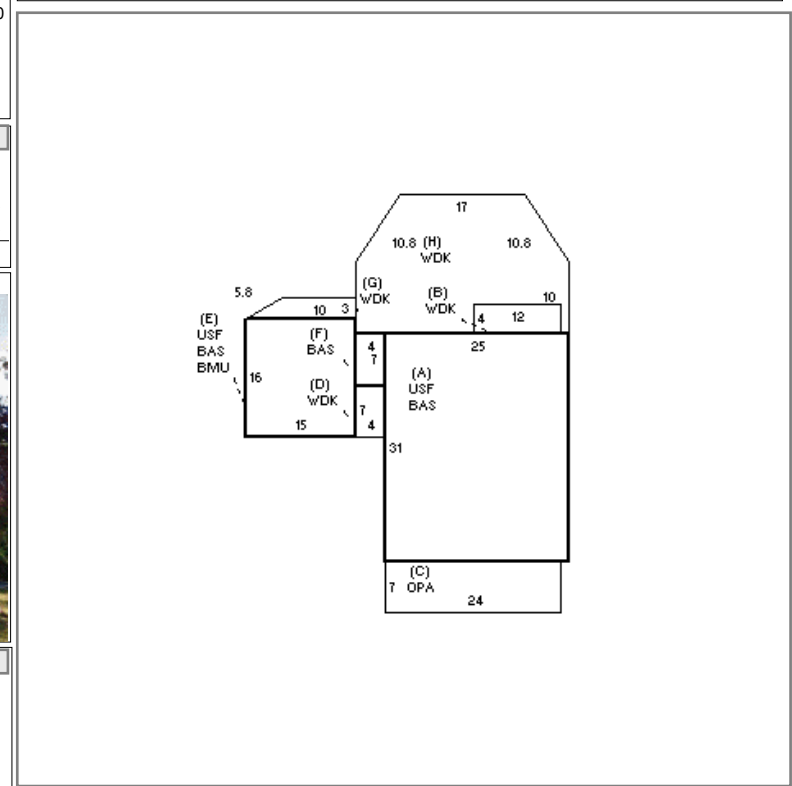 17
10.8 (H) 10.8
WDK
(G)
WDK
(B)
WDK
10
5.8
10 3
4 12
(E)
USF
BAS
BMU
(F)
BAS
4
7
25
16
(D)
WDK
(A)
USF
BAS
7
15
4
31
(C)
7 OPA
24